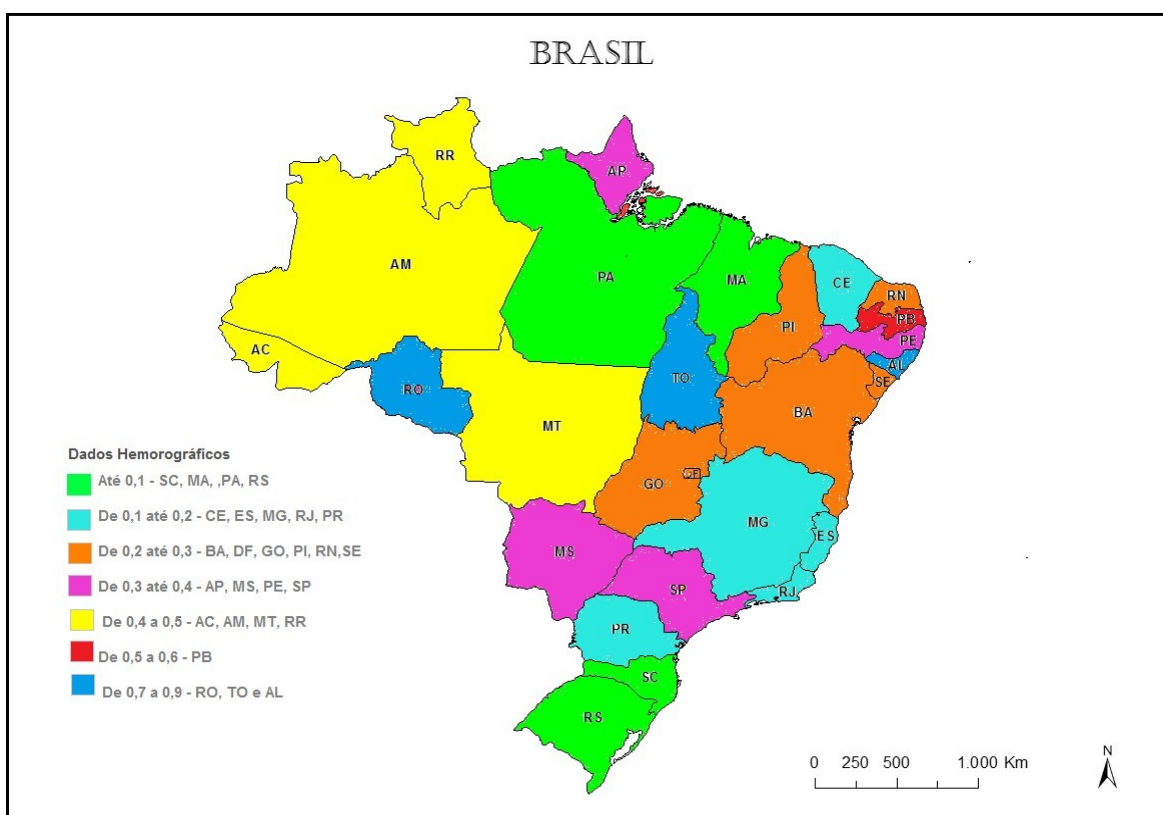 BRASIL
RR
AP
AM
PA
MA
CE
RN
PB
PE
AL
SE
PI
AC
RO
TO
BA
MT
GO
DF
MG
ES
MS
SP
RJ
PR
SC
RS
Dados Hemorográficos
Até 0,1 - SC, MA, ,PA, RS
De 0,1 até 0,2 - CE, ES, MG, RJ, PR
De 0,2 até 0,3 - BA, DF, GO, PI, RN,SE
De 0,3 até 0,4 - AP, MS, PE, SP
De 0,4 a 0,5 - AC, AM, MT, RR
De 0,5 a 0,6 - PB
De 0,7 a 0,9 - RO, TO e AL
0 250 500 1.000 Km
N